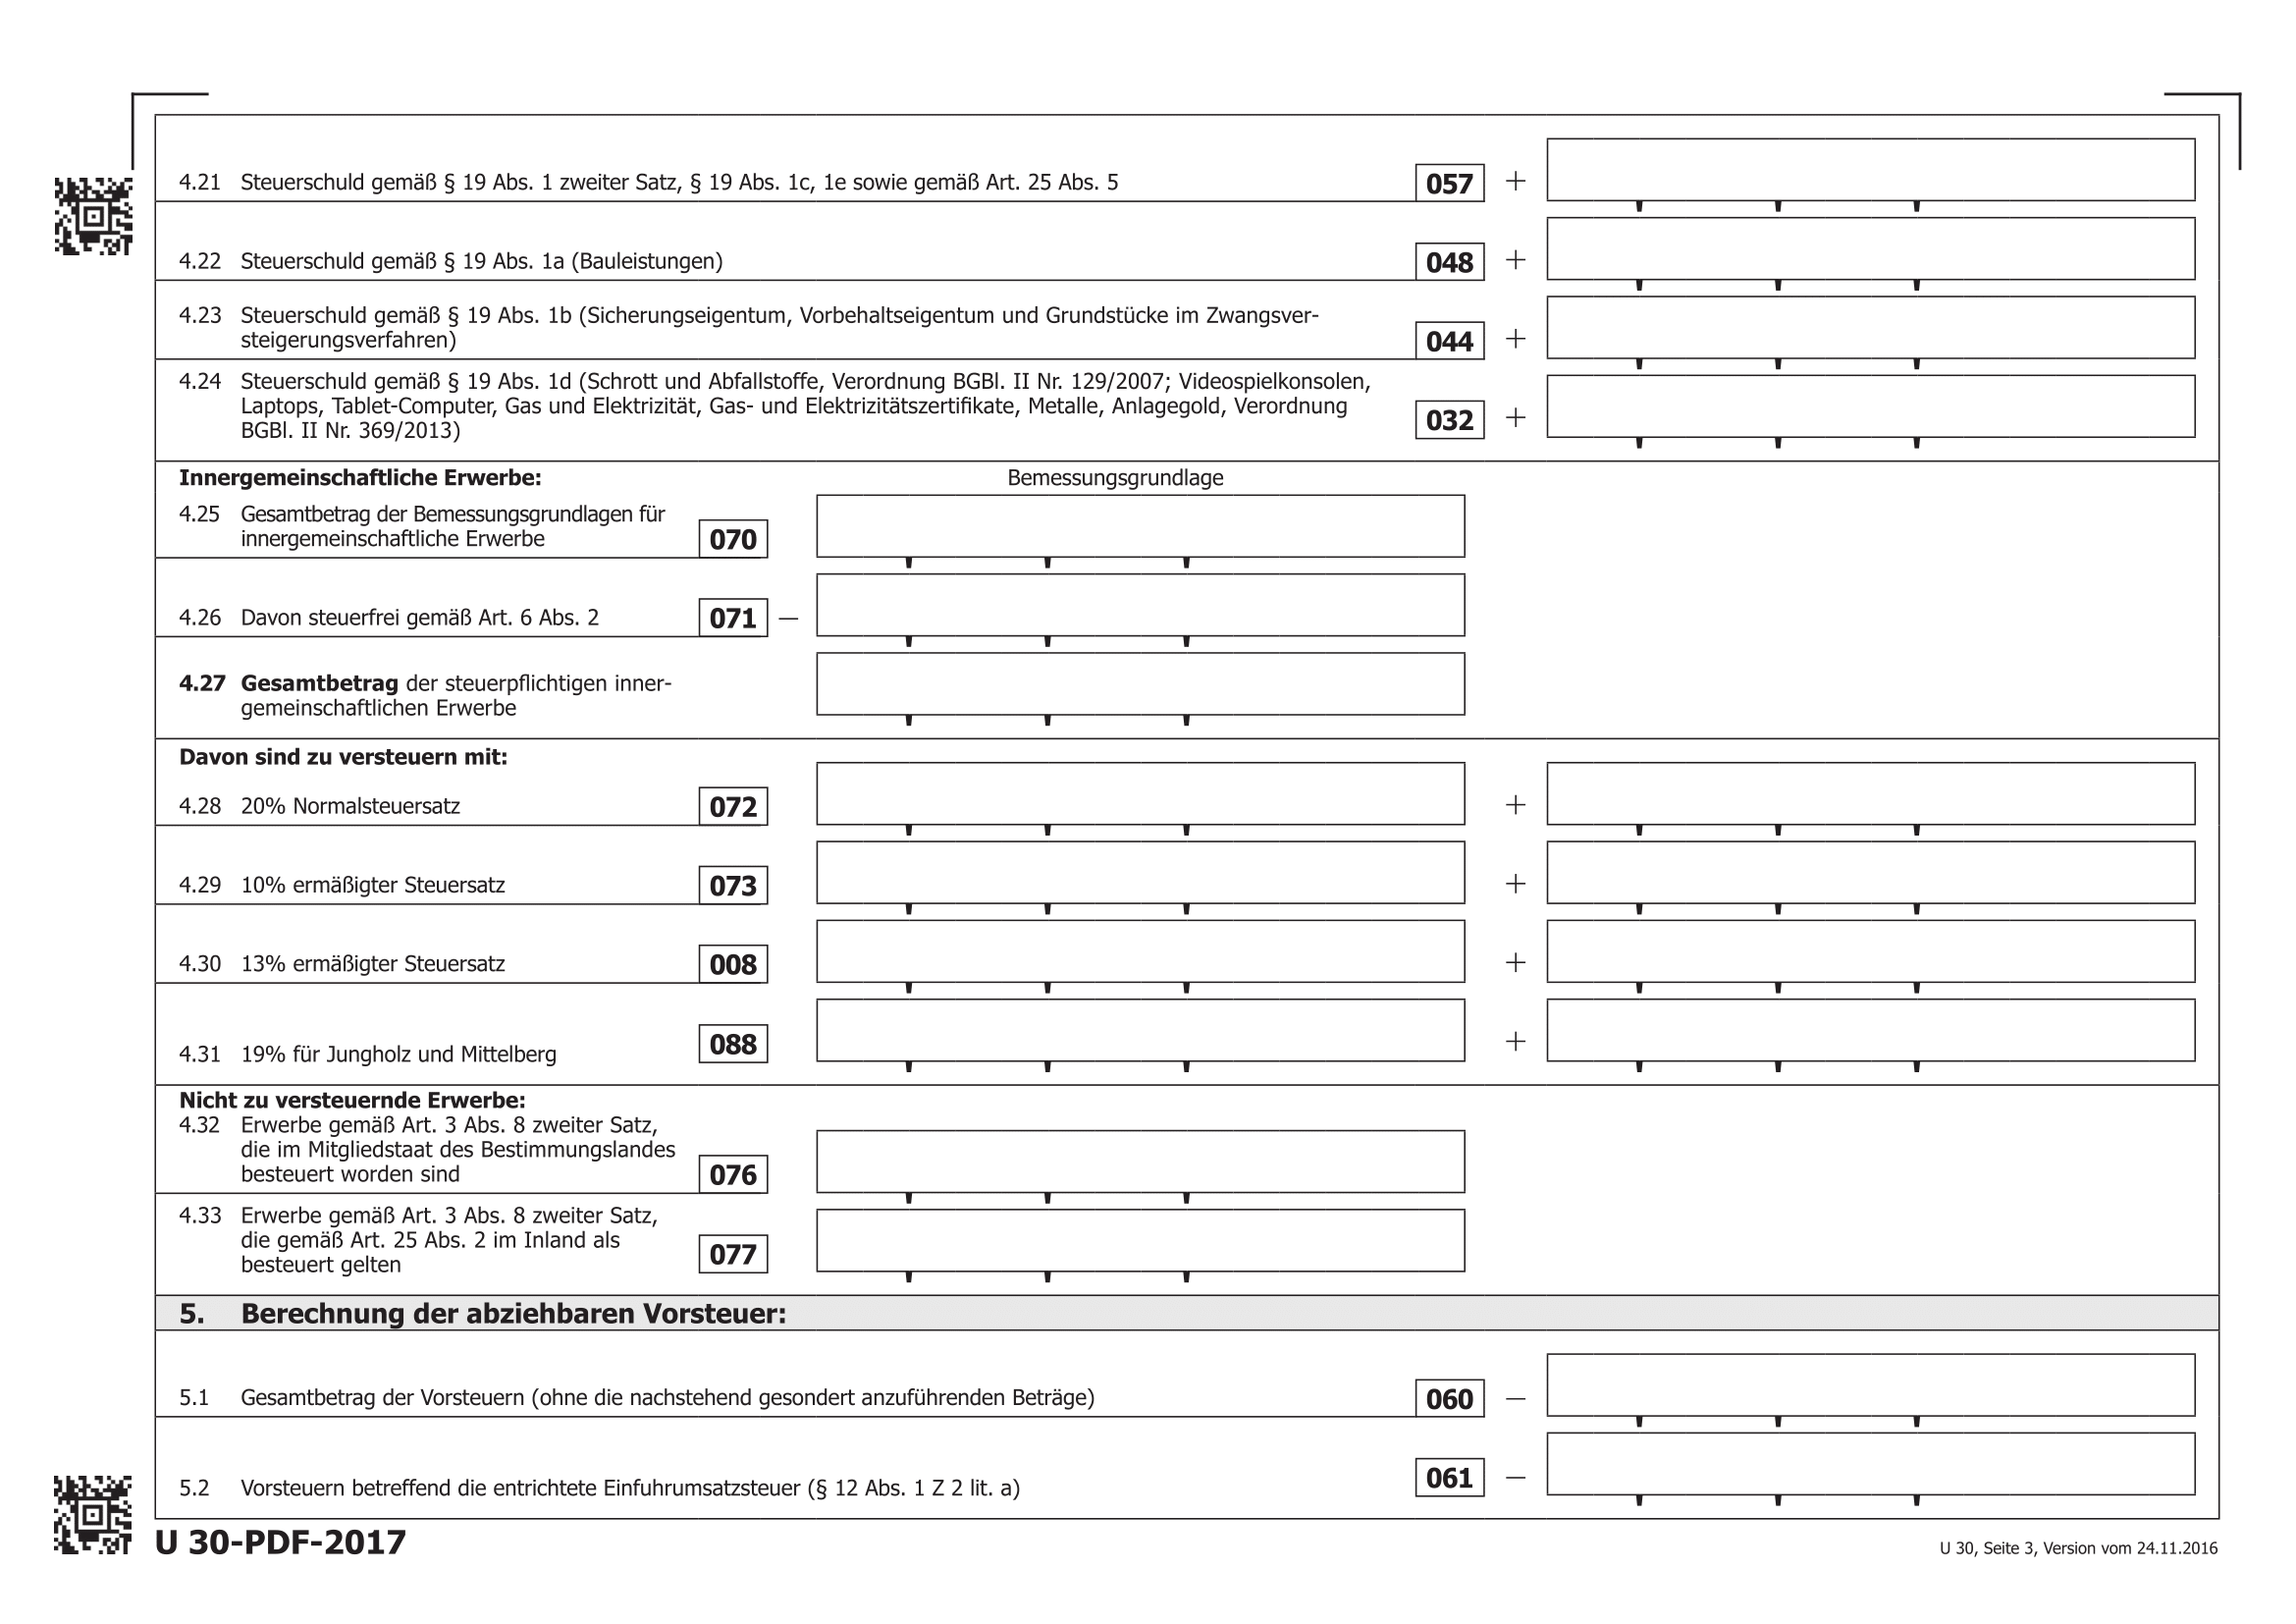 4.21 Steuerschuld gemäß § 19 Abs. 1 zweiter Satz, § 19 Abs. 1c, 1e sowie gemäß Art. 25 Abs. 5 057 +
4.22 Steuerschuld gemäß § 19 Abs. 1a (Bauleistungen) 048 +
4.23 Steuerschuld gemäß § 19 Abs. 1b (Sicherungseigentum, Vorbehaltseigentum und Grundstücke im Zwangsver-
steigerungsverfahren) 044 +
4.24 Steuerschuld gemäß § 19 Abs. 1d (Schrott und Abfallstoffe, Verordnung BGBl. II Nr. 129/2007; Videospielkonsolen,
Laptops, Tablet-Computer, Gas und Elektrizität, Gas- und Elektrizitätszertifikate, Metalle, Anlagegold, Verordnung
BGBl. II Nr. 369/2013) 032 +
Innergemeinschaftliche Erwerbe: Bemessungsgrundlage
4.25 Gesamtbetrag der Bemessungsgrundlagen für
innergemeinschaftliche Erwerbe 070
4.26 Davon steuerfrei gemäß Art. 6 Abs. 2 071 –
4.27 Gesamtbetrag der steuerpflichtigen inner-
gemeinschaftlichen Erwerbe
Davon sind zu versteuern mit:
4.28 20% Normalsteuersatz 072 +
4.29 10% ermäßigter Steuersatz 073 +
4.30 13% ermäßigter Steuersatz 008 +
4.31 19% für Jungholz und Mittelberg 088 +
Nicht zu versteuernde Erwerbe:
4.32 Erwerbe gemäß Art. 3 Abs. 8 zweiter Satz,
die im Mitgliedstaat des Bestimmungslandes
besteuert worden sind 076
4.33 Erwerbe gemäß Art. 3 Abs. 8 zweiter Satz,
die gemäß Art. 25 Abs. 2 im Inland als
besteuert gelten 077
5. Berechnung der abziehbaren Vorsteuer:
5.1 Gesamtbetrag der Vorsteuern (ohne die nachstehend gesondert anzuführenden Beträge) 060 –
5.2 Vorsteuern betreffend die entrichtete Einfuhrumsatzsteuer (§ 12 Abs. 1 Z 2 lit. a) 061 –
U 30-PDF-2017
U 30, Seite 3, Version vom 24.11.2016